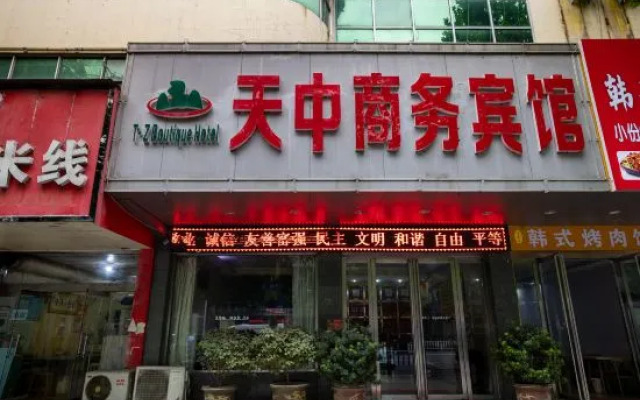 天中商务宾馆
T-Z Boutique Hotel
米线
韩
小份
诚信 友善富强 民主 文明 和谐 自由 平等
韩式烤肉